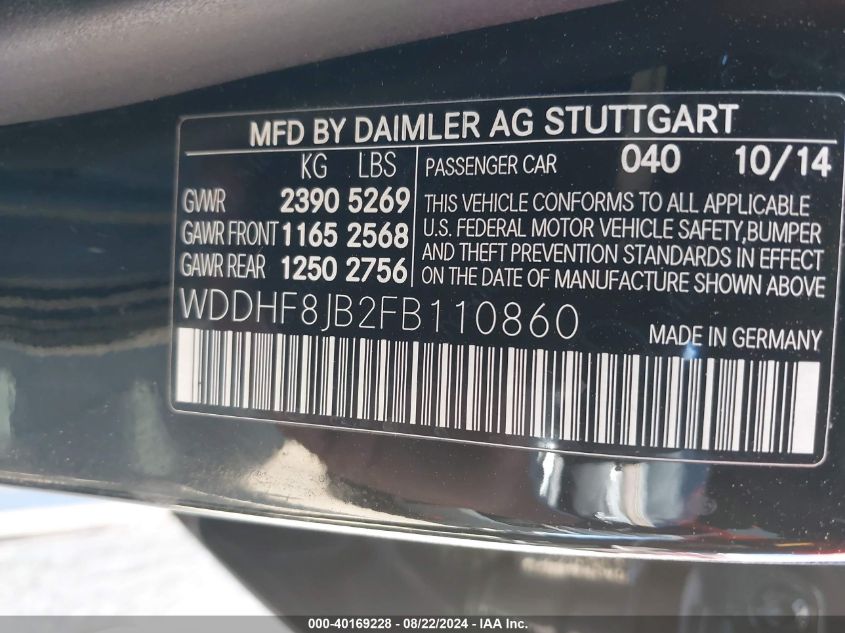 MFD BY DAIMLER AG STUTTGART
KG LBS
GVWR 2390 5269
GAWR FRONT 1165 2568
GAWR REAR 1250 2756
PASSENGER CAR 040 10/14
THIS VEHICLE CONFORMS TO ALL APPLICABLE
U.S. FEDERAL MOTOR VEHICLE SAFETY, BUMPER
AND THEFT PREVENTION STANDARDS IN EFFECT
ON THE DATE OF MANUFACTURE SHOWN ABOVE
WDDHF8JB2FB110860
MADE IN GERMANY
000-40169228 - 08/22/2024 - IAA Inc.